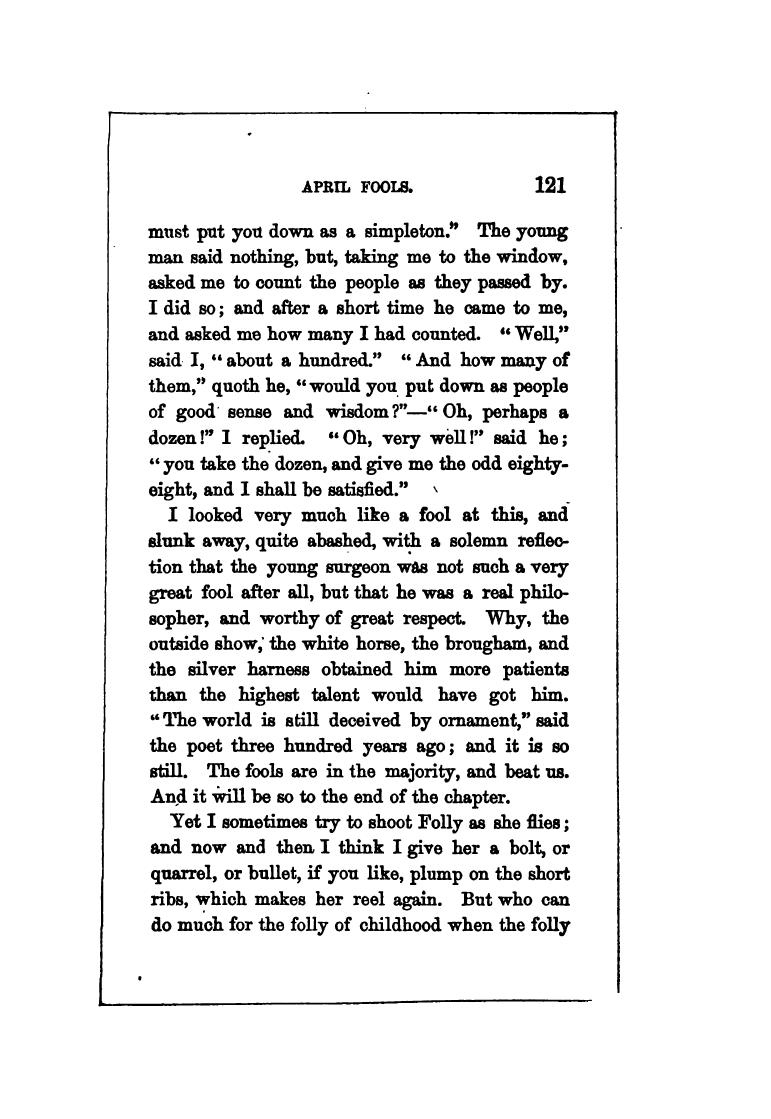 APRIL FOOLS. 121
must put you down as a simpleton.” The young
man said nothing, but, taking me to the window,
asked me to count the people as they passed by.
I did so; and after a short time he came to me,
and asked me how many I had counted. “Well,”
said I, “about a hundred.” “And how many of
them,” quoth he, “would you put down as people
of good sense and wisdom?”—“Oh, perhaps a
dozen!” I replied. “Oh, very well!” said he;
“you take the dozen, and give me the odd eighty-
eight, and I shall be satisfied.”
I looked very much like a fool at this, and
slunk away, quite abashed, with a solemn reflec-
tion that the young surgeon was not such a very
great fool after all, but that he was a real philo-
sopher, and worthy of great respect. Why, the
outside show, the white horse, the brougham, and
the silver harness obtained him more patients
than the highest talent would have got him.
“The world is still deceived by ornament,” said
the poet three hundred years ago; and it is so
still. The fools are in the majority, and beat us.
And it will be so to the end of the chapter.
Yet I sometimes try to shoot Folly as she flies;
and now and then I think I give her a bolt, or
quarrel, or bullet, if you like, plump on the short
ribs, which makes her reel again. But who can
do much for the folly of childhood when the folly